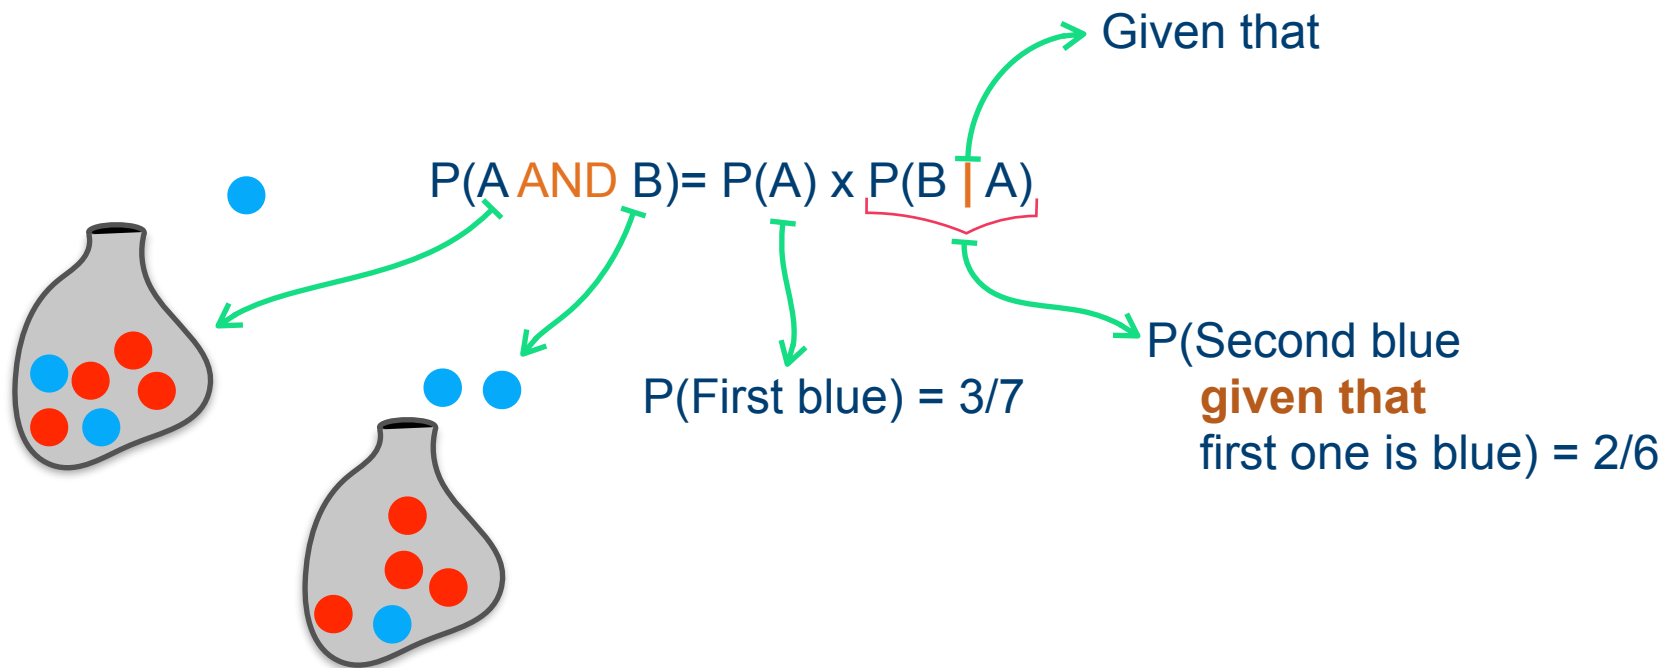 Given that
P(A AND B)= P(A) x P(B | A)
P(First blue) = 3/7
P(Second blue
given that
first one is blue) = 2/6